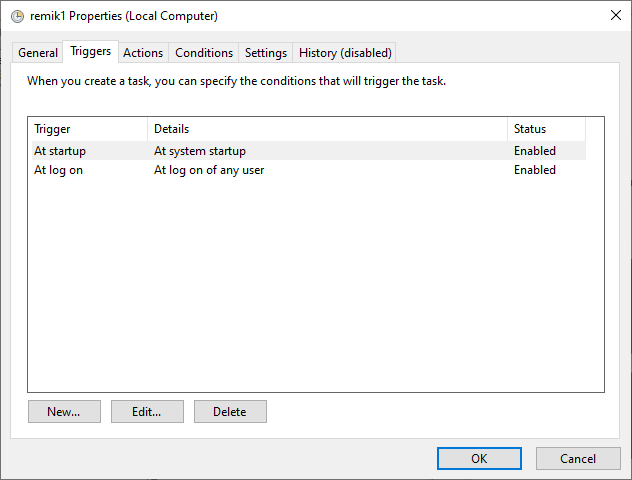 remik1 Properties (Local Computer)
General Triggers Actions Conditions Settings History (disabled)
When you create a task, you can specify the conditions that will trigger the task.
Trigger Details Status
At startup At system startup Enabled
At log on At log on of any user Enabled
New... Edit... Delete
OK Cancel